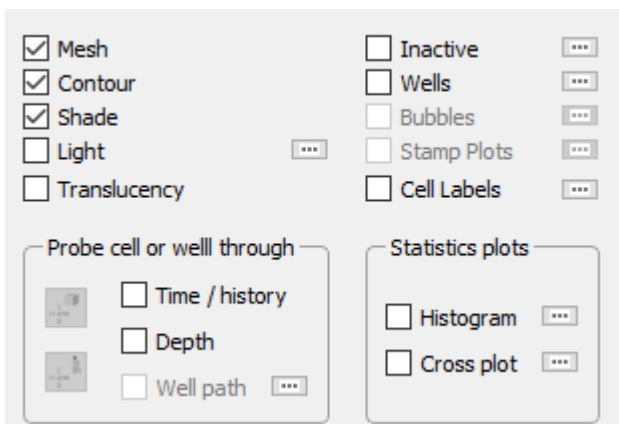 Mesh
Contour
Shade
Light
Translucency
Inactive
Wells
Bubbles
Stamp Plots
Cell Labels
Probe cell or welll through
Time / history
Depth
Well path
Statistics plots
Histogram
Cross plot